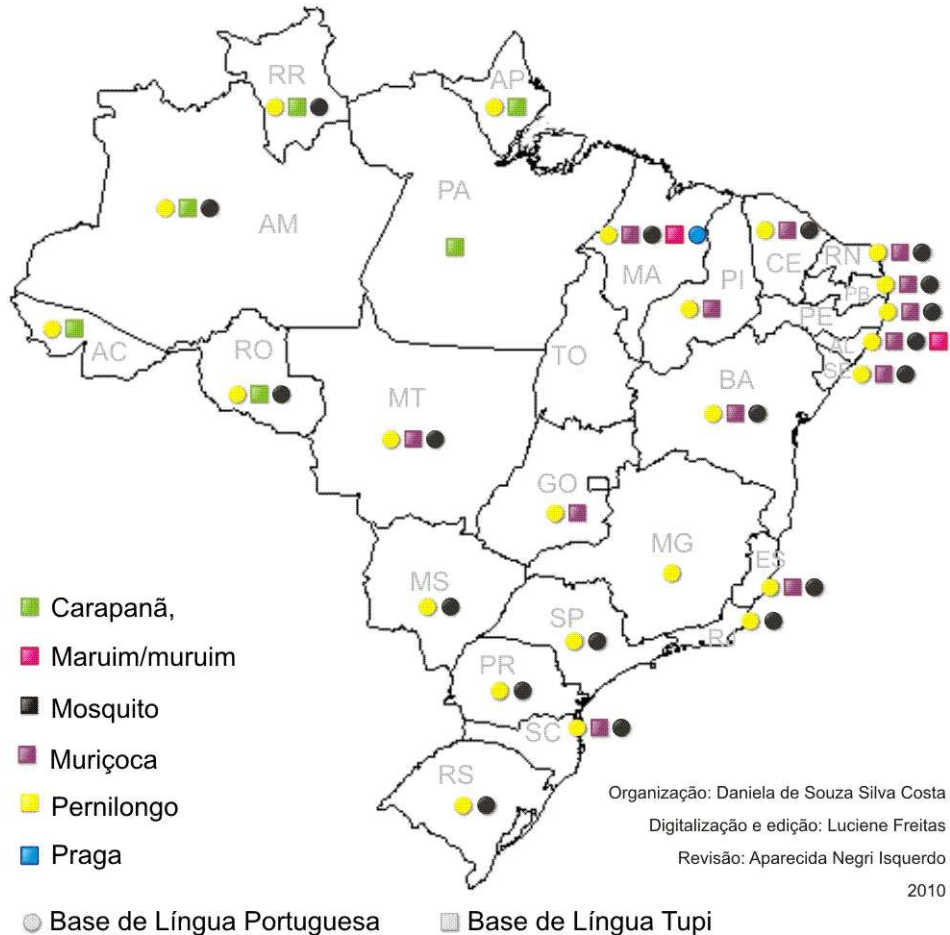 RR
AP
PA
AM
MA
PI
CE
RN
PB
PE
AL
SE
AC
RO
TO
MT
BA
GO
MG
ES
MS
SP
RJ
PR
SC
RS
Carapanã,
Maruim/muruim
Mosquito
Muriçoca
Pernilongo
Praga
Organização: Daniela de Souza Silva Costa
Digitalização e edição: Luciene Freitas
Revisão: Aparecida Negri Isquerdo
2010
Base de Língua Portuguesa
Base de Língua Tupi